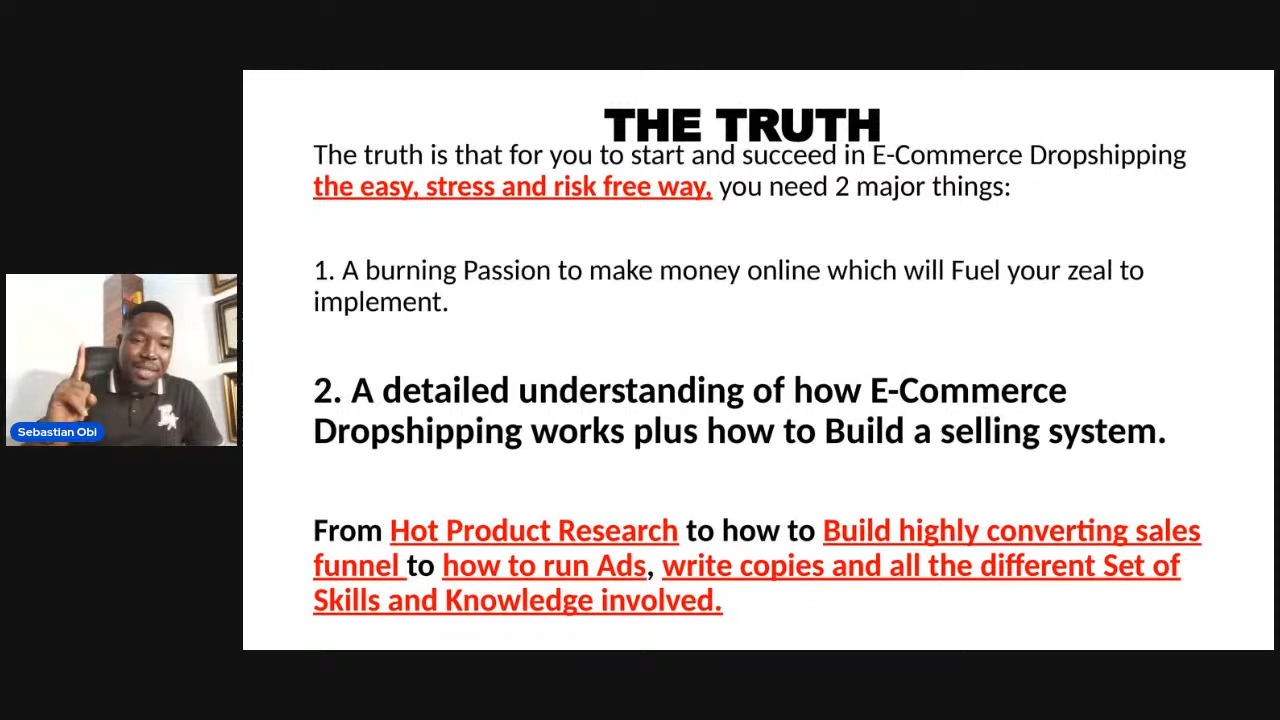 THE TRUTH
The truth is that for you to start and succeed in E-Commerce Dropshipping
the easy, stress and risk free way, you need 2 major things:
1. A burning Passion to make money online which will Fuel your zeal to
implement.
2. A detailed understanding of how E-Commerce
Dropshipping works plus how to Build a selling system.
From Hot Product Research to how to Build highly converting sales
funnel to how to run Ads, write copies and all the different Set of
Skills and Knowledge involved.
Sebastian Obi